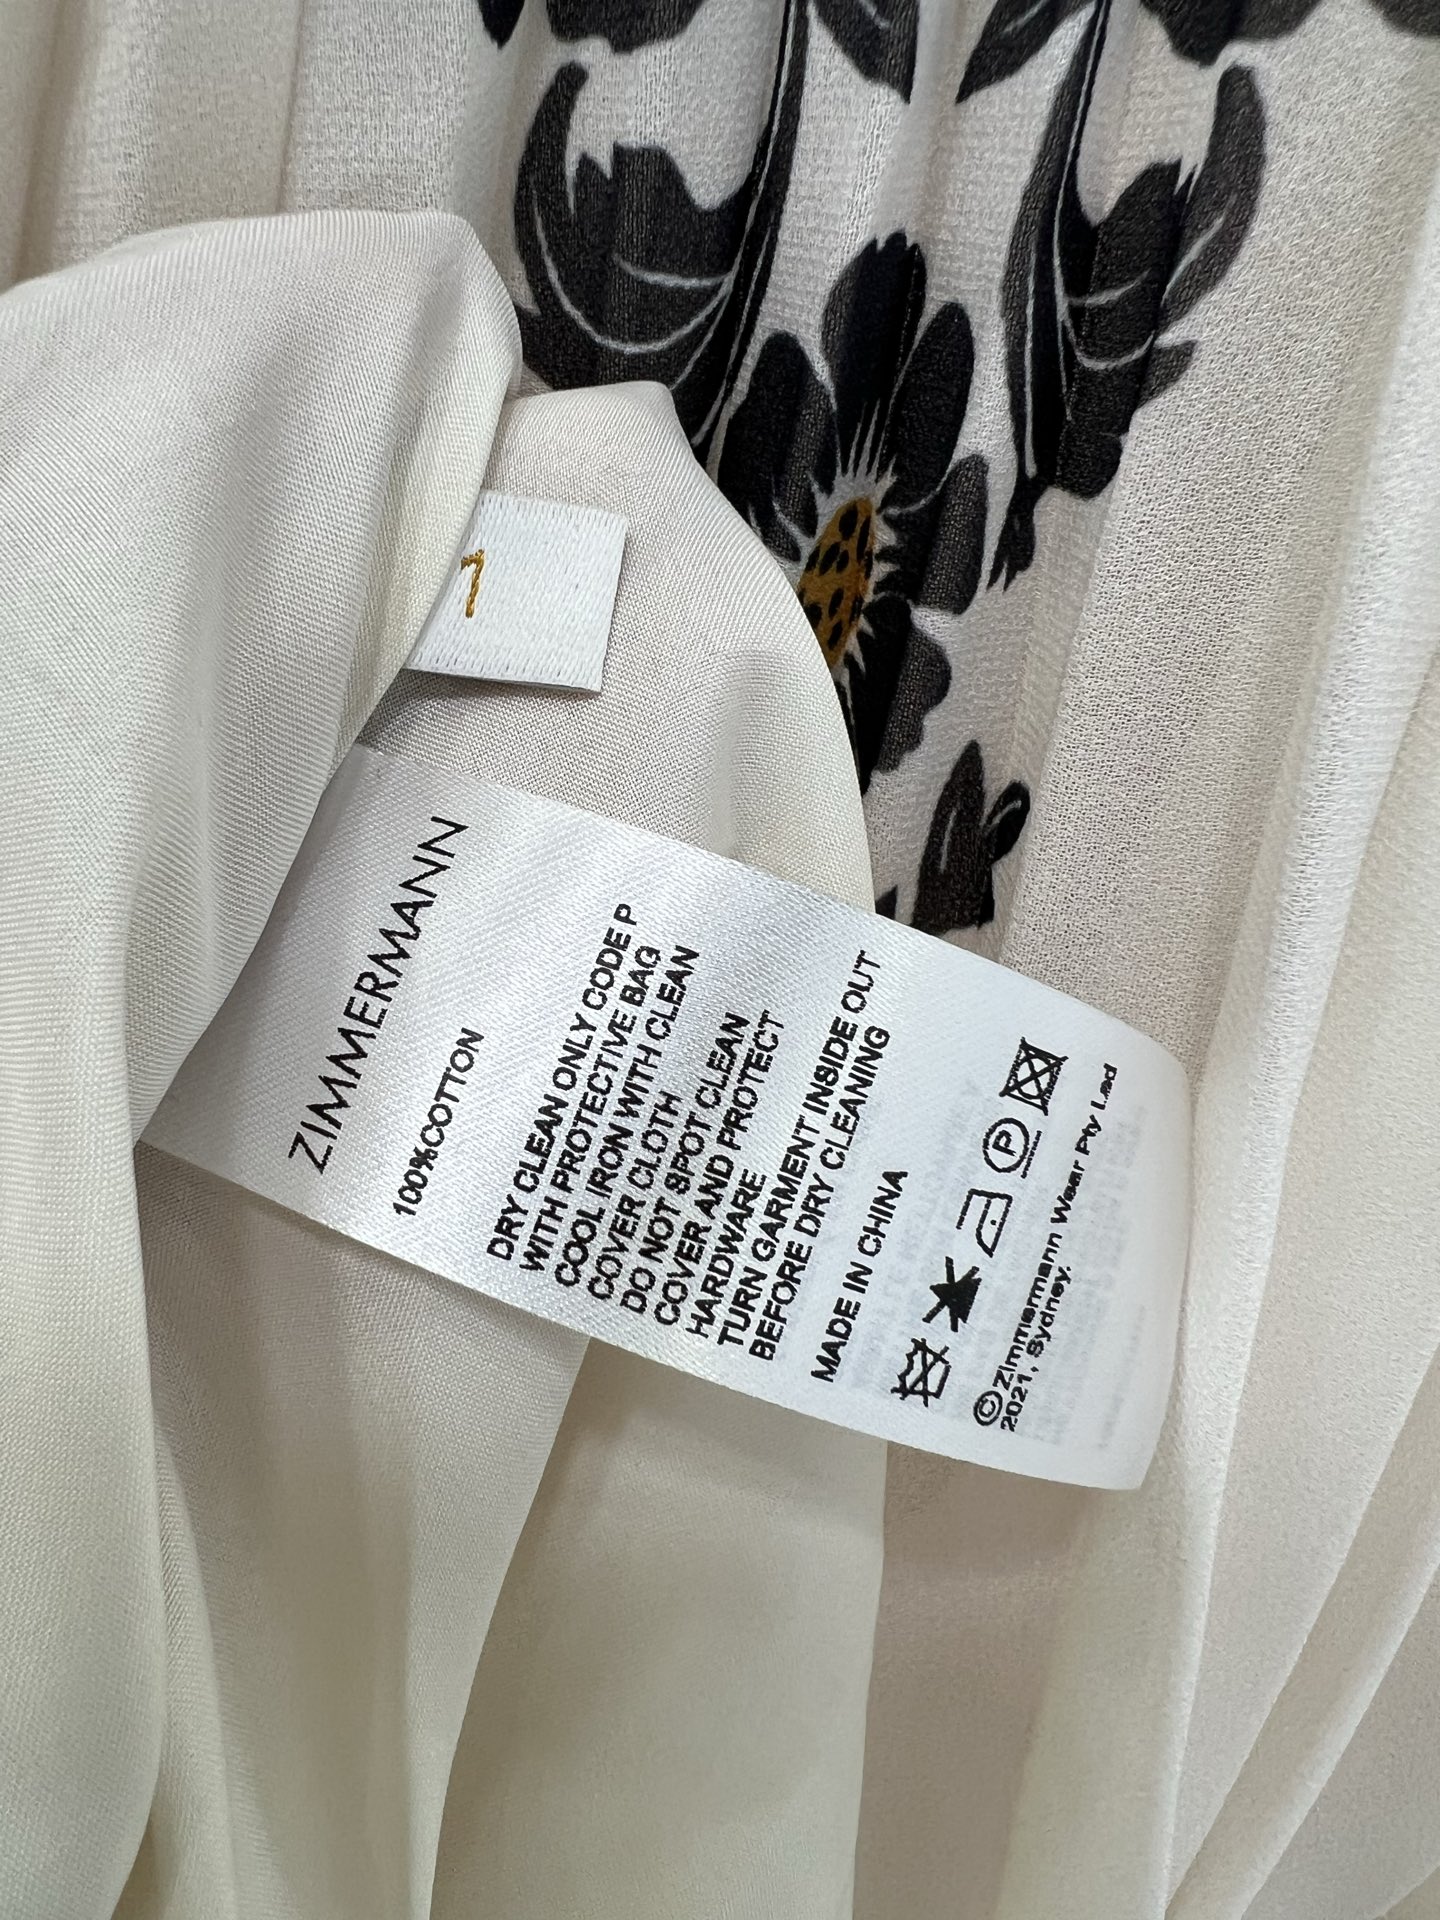 1
ZIMMERMANN
100%COTTON
DRY CLEAN ONLY CODE P
WITH PROTECTIVE BAG
COOL IRON WITH CLEAN
COVER CLOTH
DO NOT SPOT CLEAN
COVER AND PROTECT
HARDWARE
TURN GARMENT INSIDE OUT
BEFORE DRY CLEANING
MADE IN CHINA
P
©Zimmermann Wear Pty Ltd
2021, Sydney.